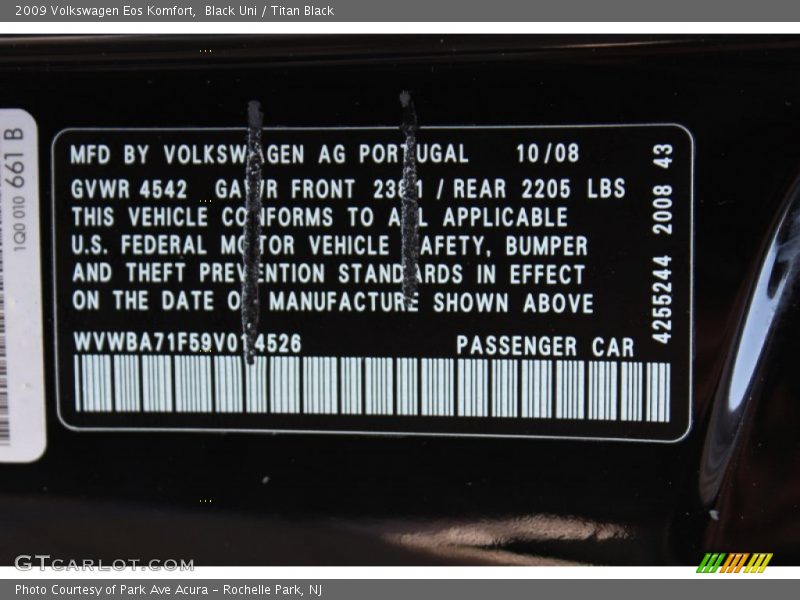 2009 Volkswagen Eos Komfort,  Black Uni / Titan Black
1Q0 010 661 B
MFD BY VOLKSWAGEN AG PORTUGAL 10/08
GVWR 4542 GAWR FRONT 2381 / REAR 2205 LBS
THIS VEHICLE CONFORMS TO ALL APPLICABLE
U.S. FEDERAL MOTOR VEHICLE SAFETY, BUMPER
AND THEFT PREVENTION STANDARDS IN EFFECT
ON THE DATE OF MANUFACTURE SHOWN ABOVE
WVWBA71F59V014526 PASSENGER CAR
4255244 2008 43
GTCARLOT.COM
Photo Courtesy of Park Ave Acura - Rochelle Park, NJ